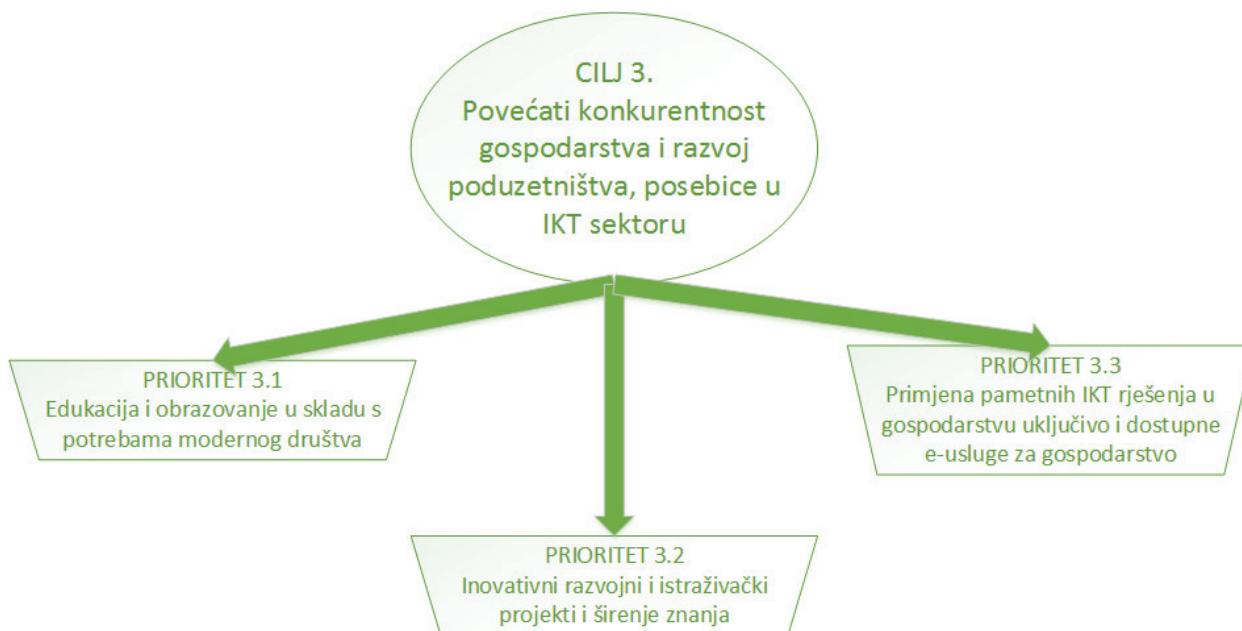 CILJ 3.
Povećati konkurentnost
gospodarstva i razvoj
poduzetništva, posebice u
IKT sektoru
PRIORITET 3.1
Edukacija i obrazovanje u skladu s
potrebama modernog društva
PRIORITET 3.2
Inovativni razvojni i istraživački
projekti i širenje znanja
PRIORITET 3.3
Primjena pametnih IKT rješenja u
gospodarstvu uključivo i dostupne
e-usluge za gospodarstvo